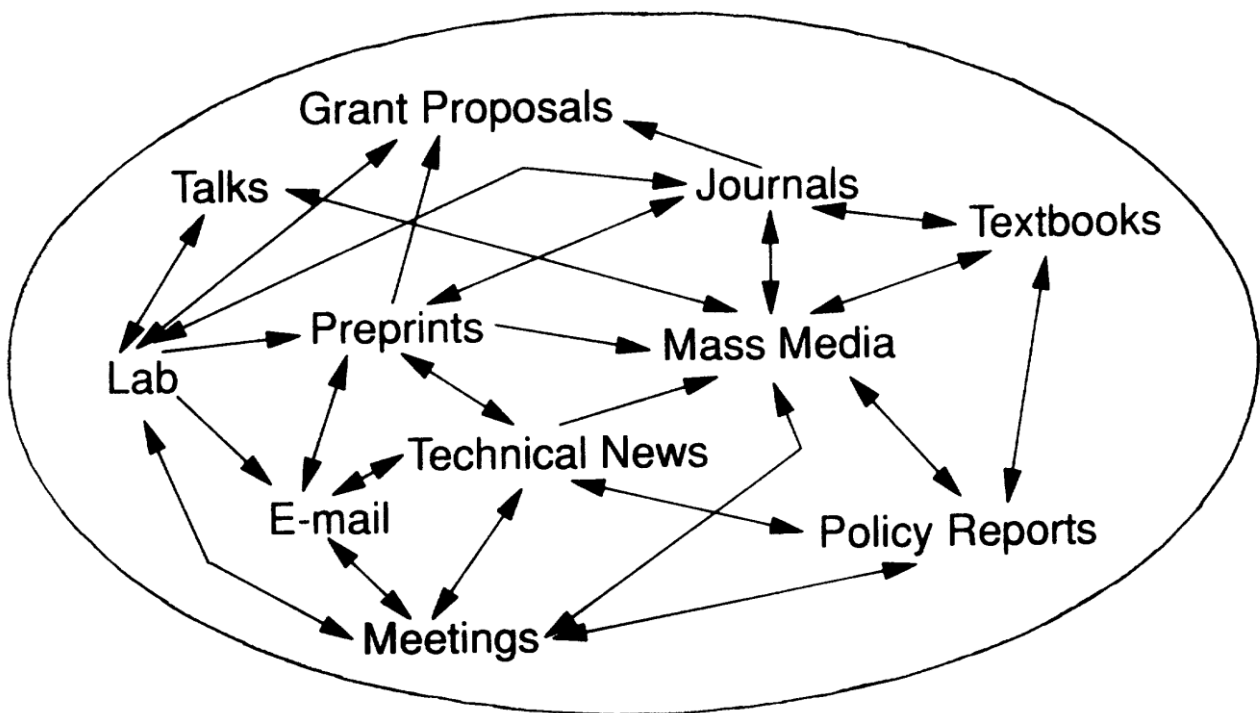 Grant Proposals
Talks
Journals
Textbooks
Preprints
Mass Media
Lab
Technical News
E-mail
Policy Reports
Meetings